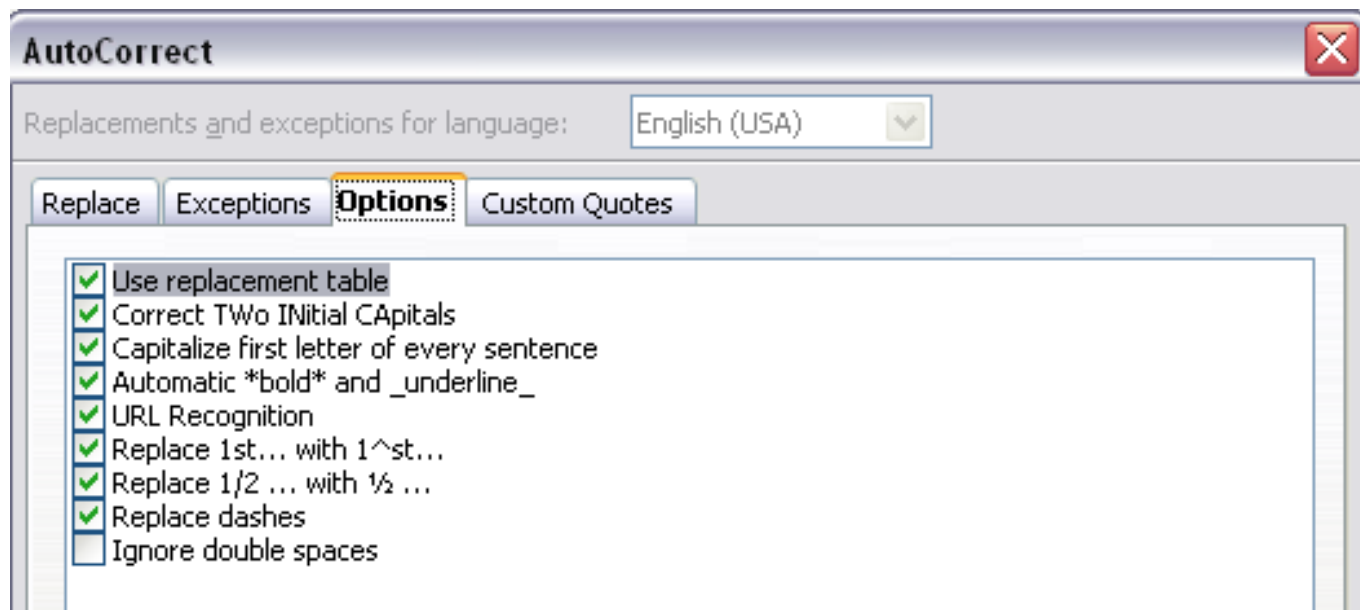 AutoCorrect
Replacements and exceptions for language: English (USA)
Replace Exceptions Options Custom Quotes
Use replacement table
Correct TWo INitial CApitals
Capitalize first letter of every sentence
Automatic *bold* and _underline_
URL Recognition
Replace 1st... with 1^st...
Replace 1/2 ... with ½ ...
Replace dashes
Ignore double spaces